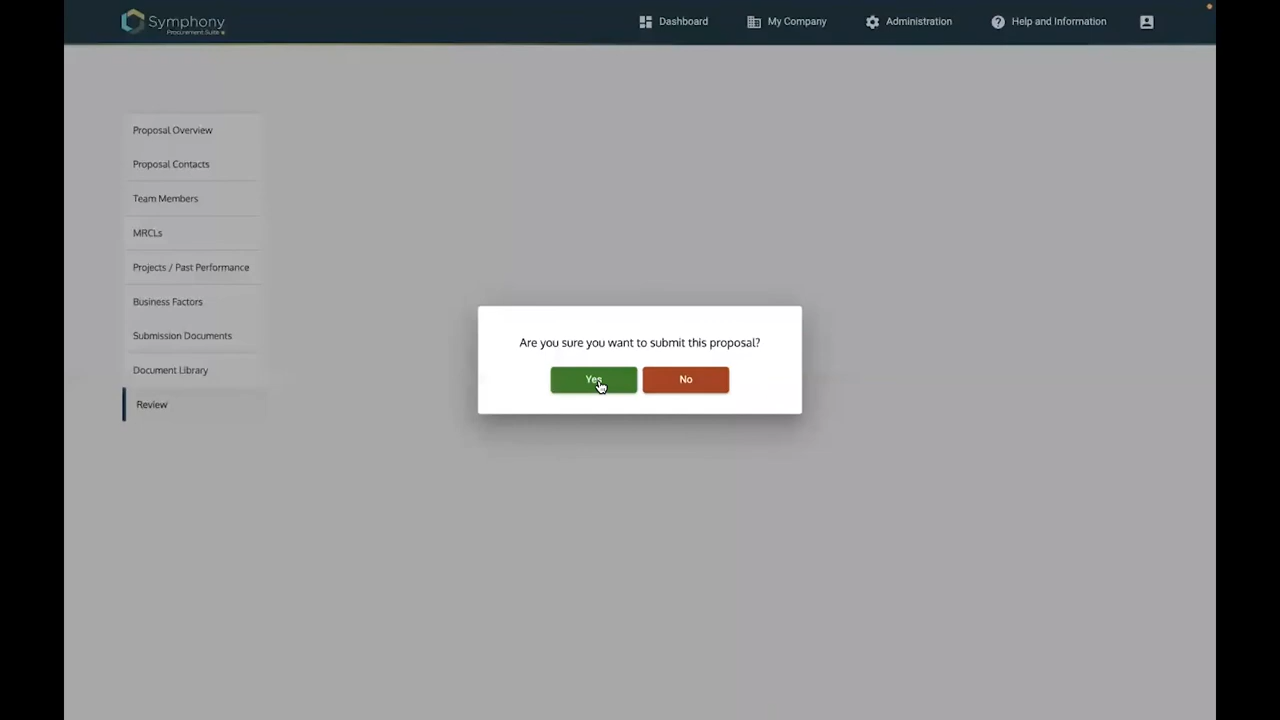 Symphony
Procurement Suite
Dashboard
My Company
Administration
Help and Information
Proposal Overview
Proposal Contacts
Team Members
MRCLs
Projects / Past Performance
Business Factors
Submission Documents
Document Library
Review
Are you sure you want to submit this proposal?
Yes
No